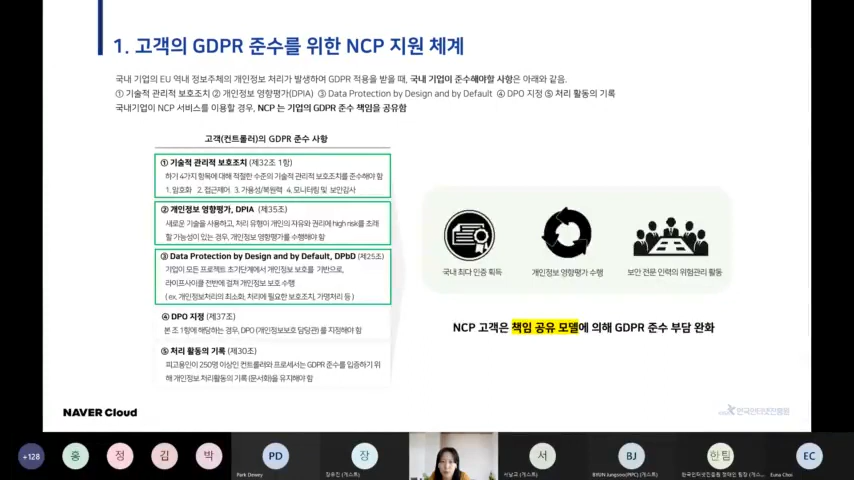 1. 고객의 GDPR 준수를 위한 NCP 지원 체계
국내 기업의 EU 역내 정보주체의 개인정보 처리가 발생하여 GDPR 적용을 받을 때, 국내 기업이 준수해야할 사항은 아래와 같음.
① 기술적 관리적 보호조치 ② 개인정보 영향평가(DPIA) ③ Data Protection by Design and by Default ④ DPO 지정 ⑤ 처리 활동의 기록
국내기업이 NCP 서비스를 이용할 경우, NCP 는 기업의 GDPR 준수 책임을 공유함
고객(컨트롤러)의 GDPR 준수 사항
① 기술적 관리적 보호조치 (제32조 1항)
하기 4가지 항목에 대해 적절한 수준의 기술적 관리적 보호조치를 준수해야 함
1. 암호화 2. 접근제어 3. 가용성/복원력 4. 모니터링 및 보안감사
② 개인정보 영향평가, DPIA (제35조)
새로운 기술을 사용하고, 처리 유형이 개인의 자유와 권리에 high risk를 초래
할 가능성이 있는 경우, 개인정보 영향평가를 수행해야 함
③ Data Protection by Design and by Default, DPbD (제25조)
기업이 모든 프로젝트 초기단계에서 개인정보 보호를 기반으로,
라이프사이클 전반에 걸쳐 개인정보 보호 수행
( ex. 개인정보처리의 최소화, 처리에 필요한 보호조치, 가명처리 등 )
④ DPO 지정 (제37조)
본 조 1항에 해당하는 경우, DPO (개인정보보호 담당관) 를 지정해야 함
⑤ 처리 활동의 기록 (제30조)
피고용인이 250명 이상인 컨트롤러와 프로세서는 GDPR 준수를 입증하기 위
해 개인정보 처리활동의 기록 (문서화)을 유지해야 함
국내 최다 인증 획득
개인정보 영향평가 수행
보안 전문 인력의 위험관리 활동
NCP 고객은 책임 공유 모델에 의해 GDPR 준수 부담 완화
NAVER Cloud
한국인터넷진흥원
+128
홍
정
김
박
PD
장
서
BJ
한팀
EC
Park Dewey
장유진 (게스트)
서남교 (게스트)
BYUN Jungsoo(PIPC) (게스트)
Euna Choi